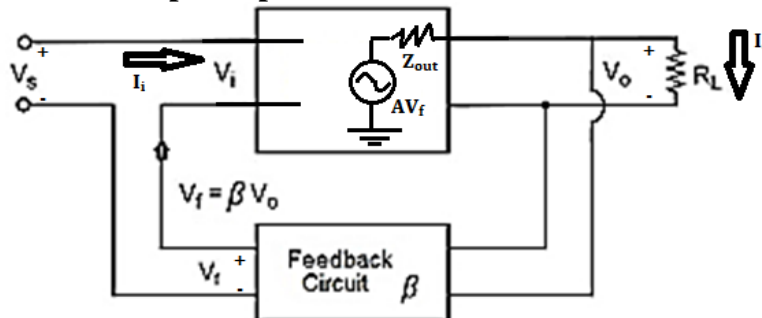 I
+
Vs
-
Ii
Vi
Zout
AVf
+
Vo
-
RL
Vf = β Vo
Vf
+
-
Feedback
Circuit β